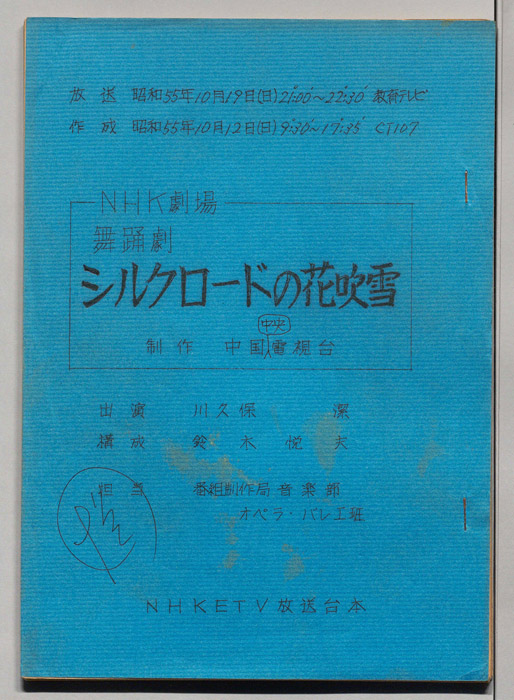 放送 昭和55年10月19日(日)21:00'~22:30' 教育テレビ
作成 昭和55年10月12日(日)9:30'~17:35' CT107
NHK劇場
舞踊劇
シルクロードの花吹雪
中央
制作 中国電視台
出演 川久保 潔
構成 鈴木 悦夫
担当 番組制作局音楽部
オペラ・バレエ班
NHKETV放送台本